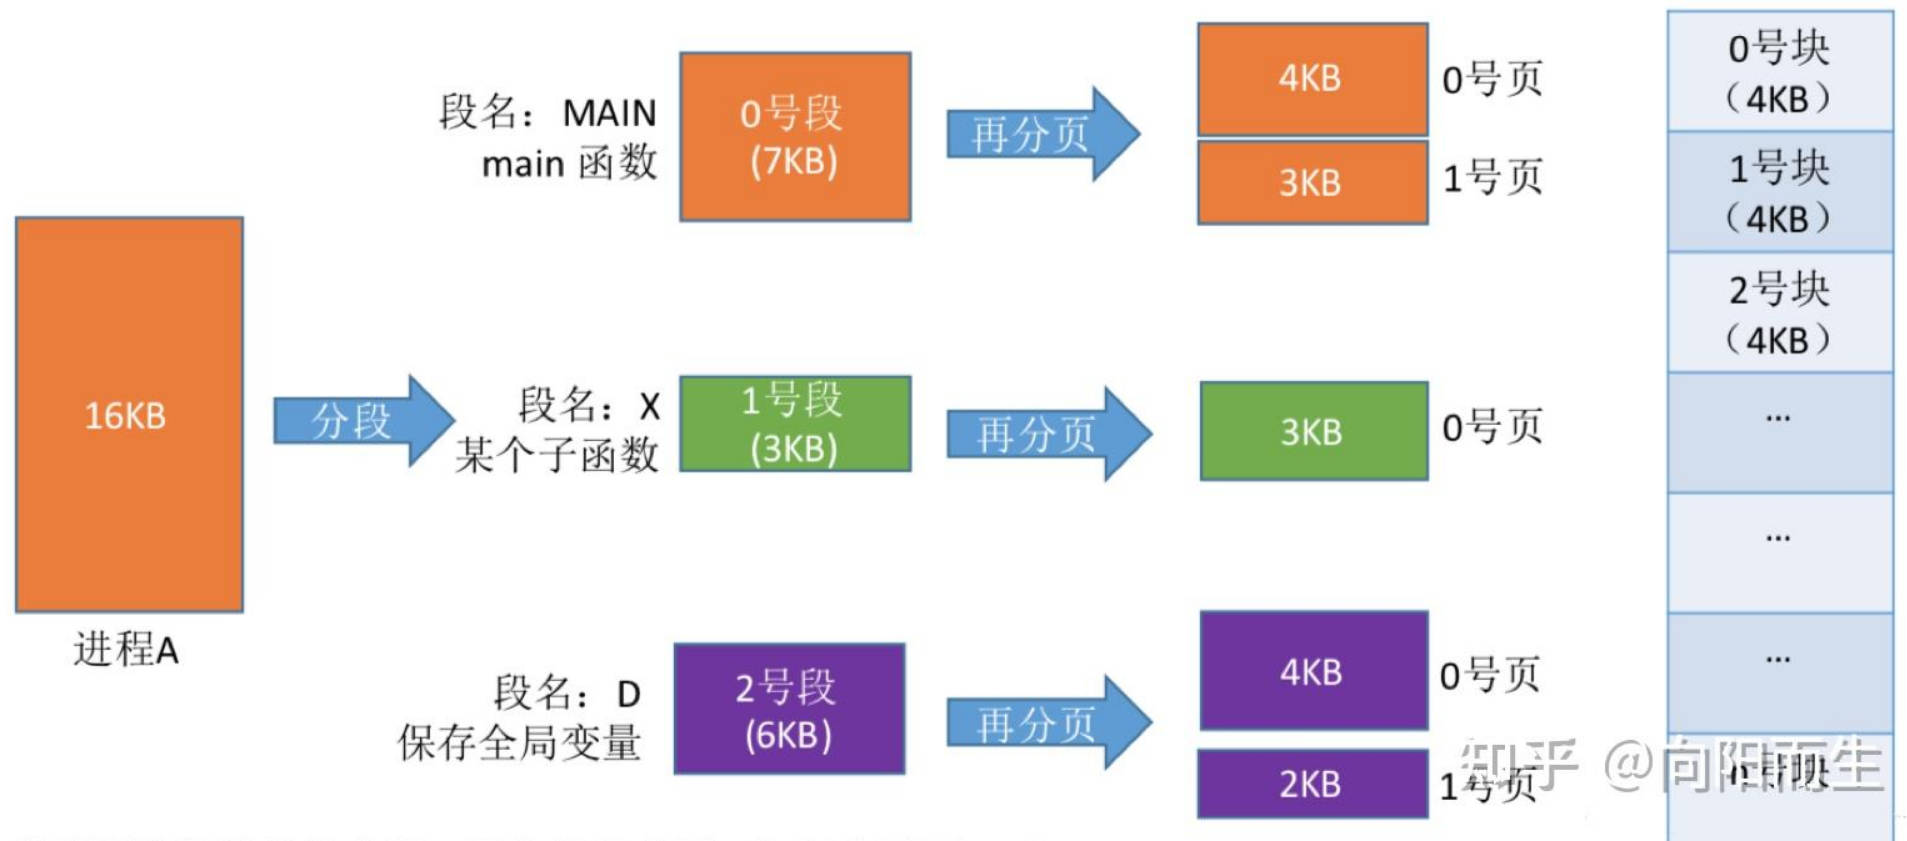 16KB
进程A
分段
段名：MAIN
main 函数
0号段
(7KB)
再分页
4KB
0号页
3KB
1号页
段名：X
某个子函数
1号段
(3KB)
再分页
3KB
0号页
段名：D
保存全局变量
2号段
(6KB)
再分页
4KB
0号页
2KB
1号页
0号块
（4KB）
1号块
（4KB）
2号块
（4KB）
...
...
...
n号块
知乎 @向阳而生